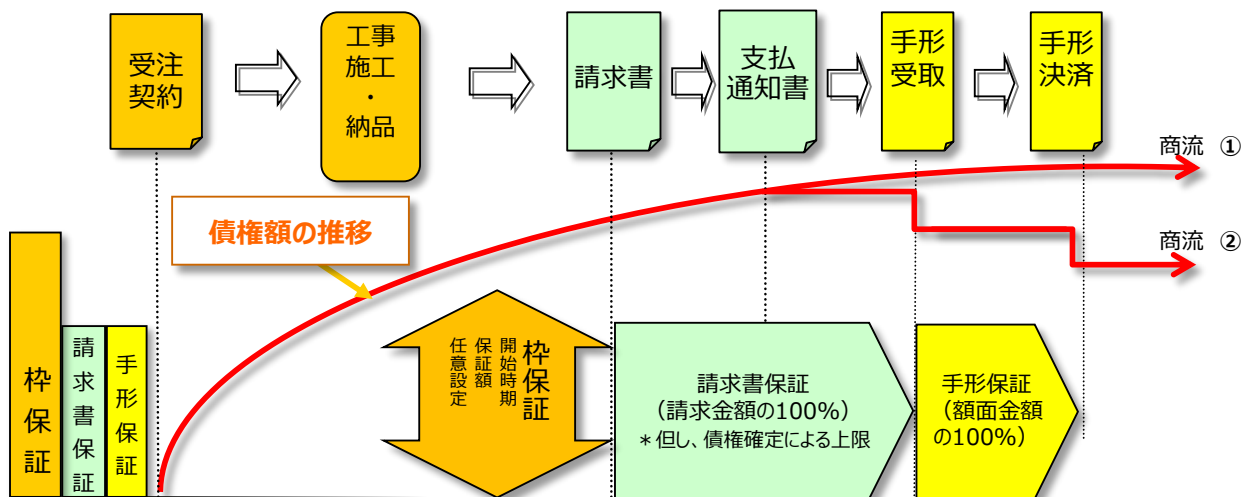 受注
契約
工事
施工
・
納品
請求書
支払
通知書
手形
受取
手形
決済
商流 ①
債権額の推移
商流 ②
枠保証
請求書保証
手形保証
枠保証
開始時期
保証額
任意設定
請求書保証
（請求金額の100%）
＊但し、債権確定による上限
手形保証
（額面金額
の100%）